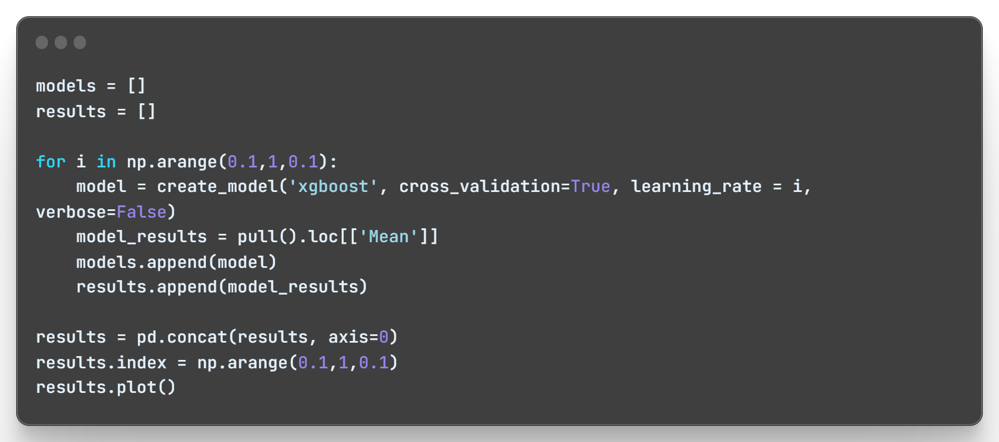 models = []
results = []

for i in np.arange(0.1,1,0.1):
    model = create_model('xgboost', cross_validation=True, learning_rate = i,
verbose=False)
    model_results = pull().loc[['Mean']]
    models.append(model)
    results.append(model_results)

results = pd.concat(results, axis=0)
results.index = np.arange(0.1,1,0.1)
results.plot()